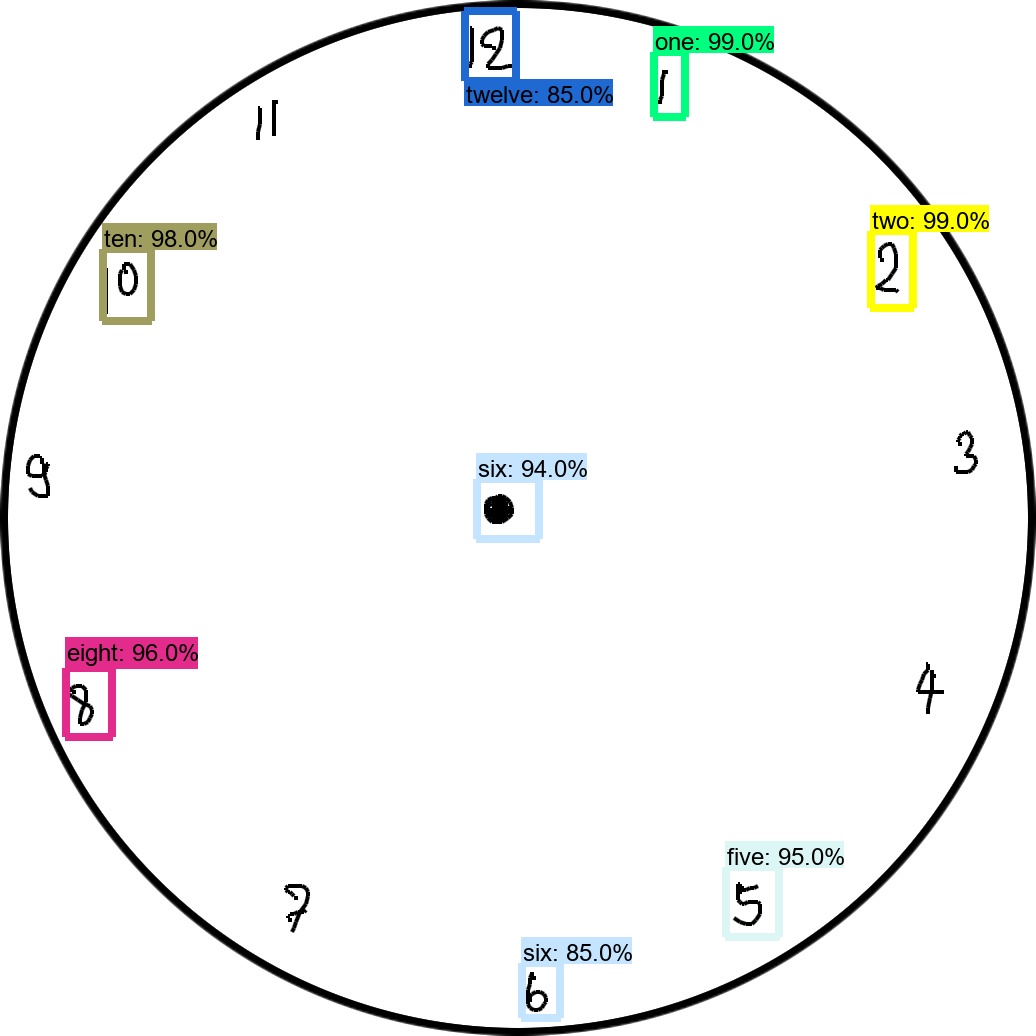 one: 99.0%
12
twelve: 85.0%
1
11
two: 99.0%
ten: 98.0%
2
10
3
six: 94.0%
9
eight: 96.0%
4
8
five: 95.0%
5
7
six: 85.0%
6